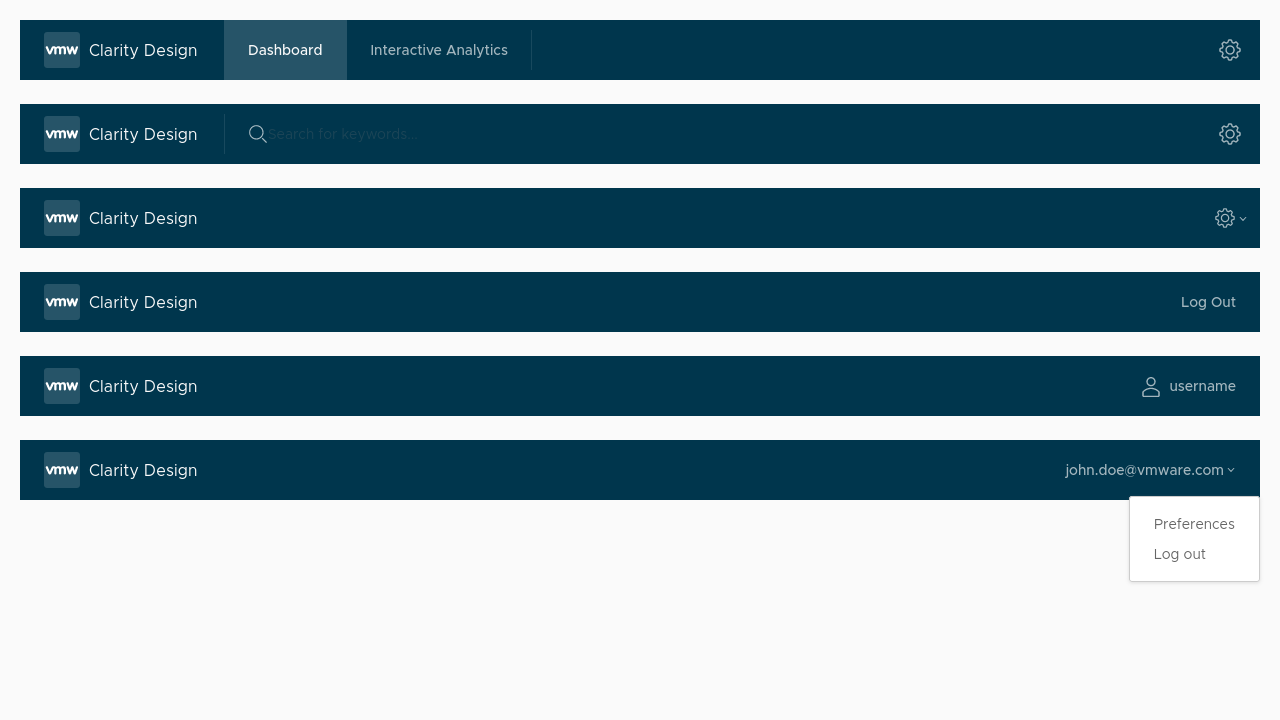 vmw Clarity Design Dashboard Interactive Analytics
vmw Clarity Design Search for keywords...
vmw Clarity Design
vmw Clarity Design Log Out
vmw Clarity Design username
vmw Clarity Design john.doe@vmware.com
Preferences
Log out